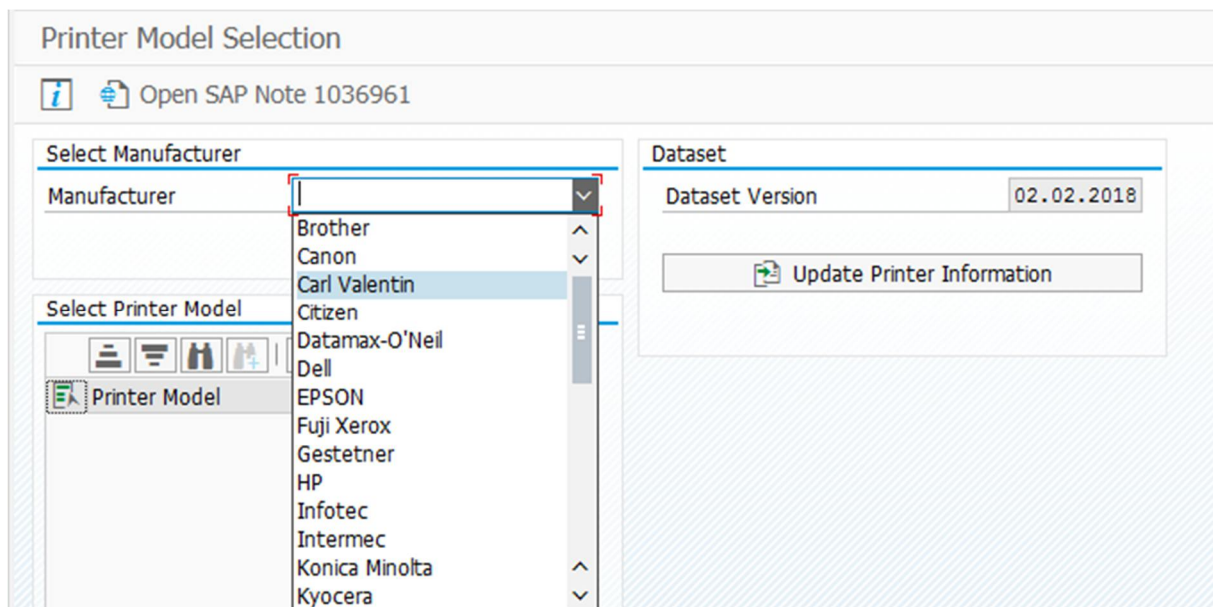 Printer Model Selection
Open SAP Note 1036961
Select Manufacturer
Manufacturer
Brother
Canon
Carl Valentin
Citizen
Datamax-O'Neil
Dell
EPSON
Fuji Xerox
Gestetner
HP
Infotec
Intermec
Konica Minolta
Kyocera
Select Printer Model
Printer Model
Dataset
Dataset Version 02.02.2018
Update Printer Information